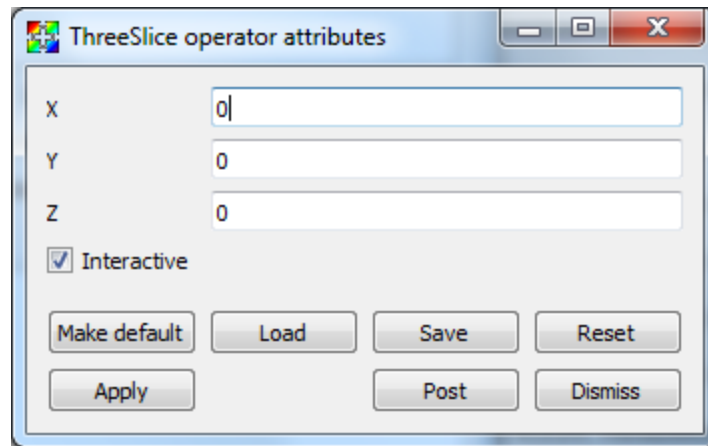 ThreeSlice operator attributes
X 0
Y 0
Z 0
Interactive
Make default Load Save Reset
Apply Post Dismiss